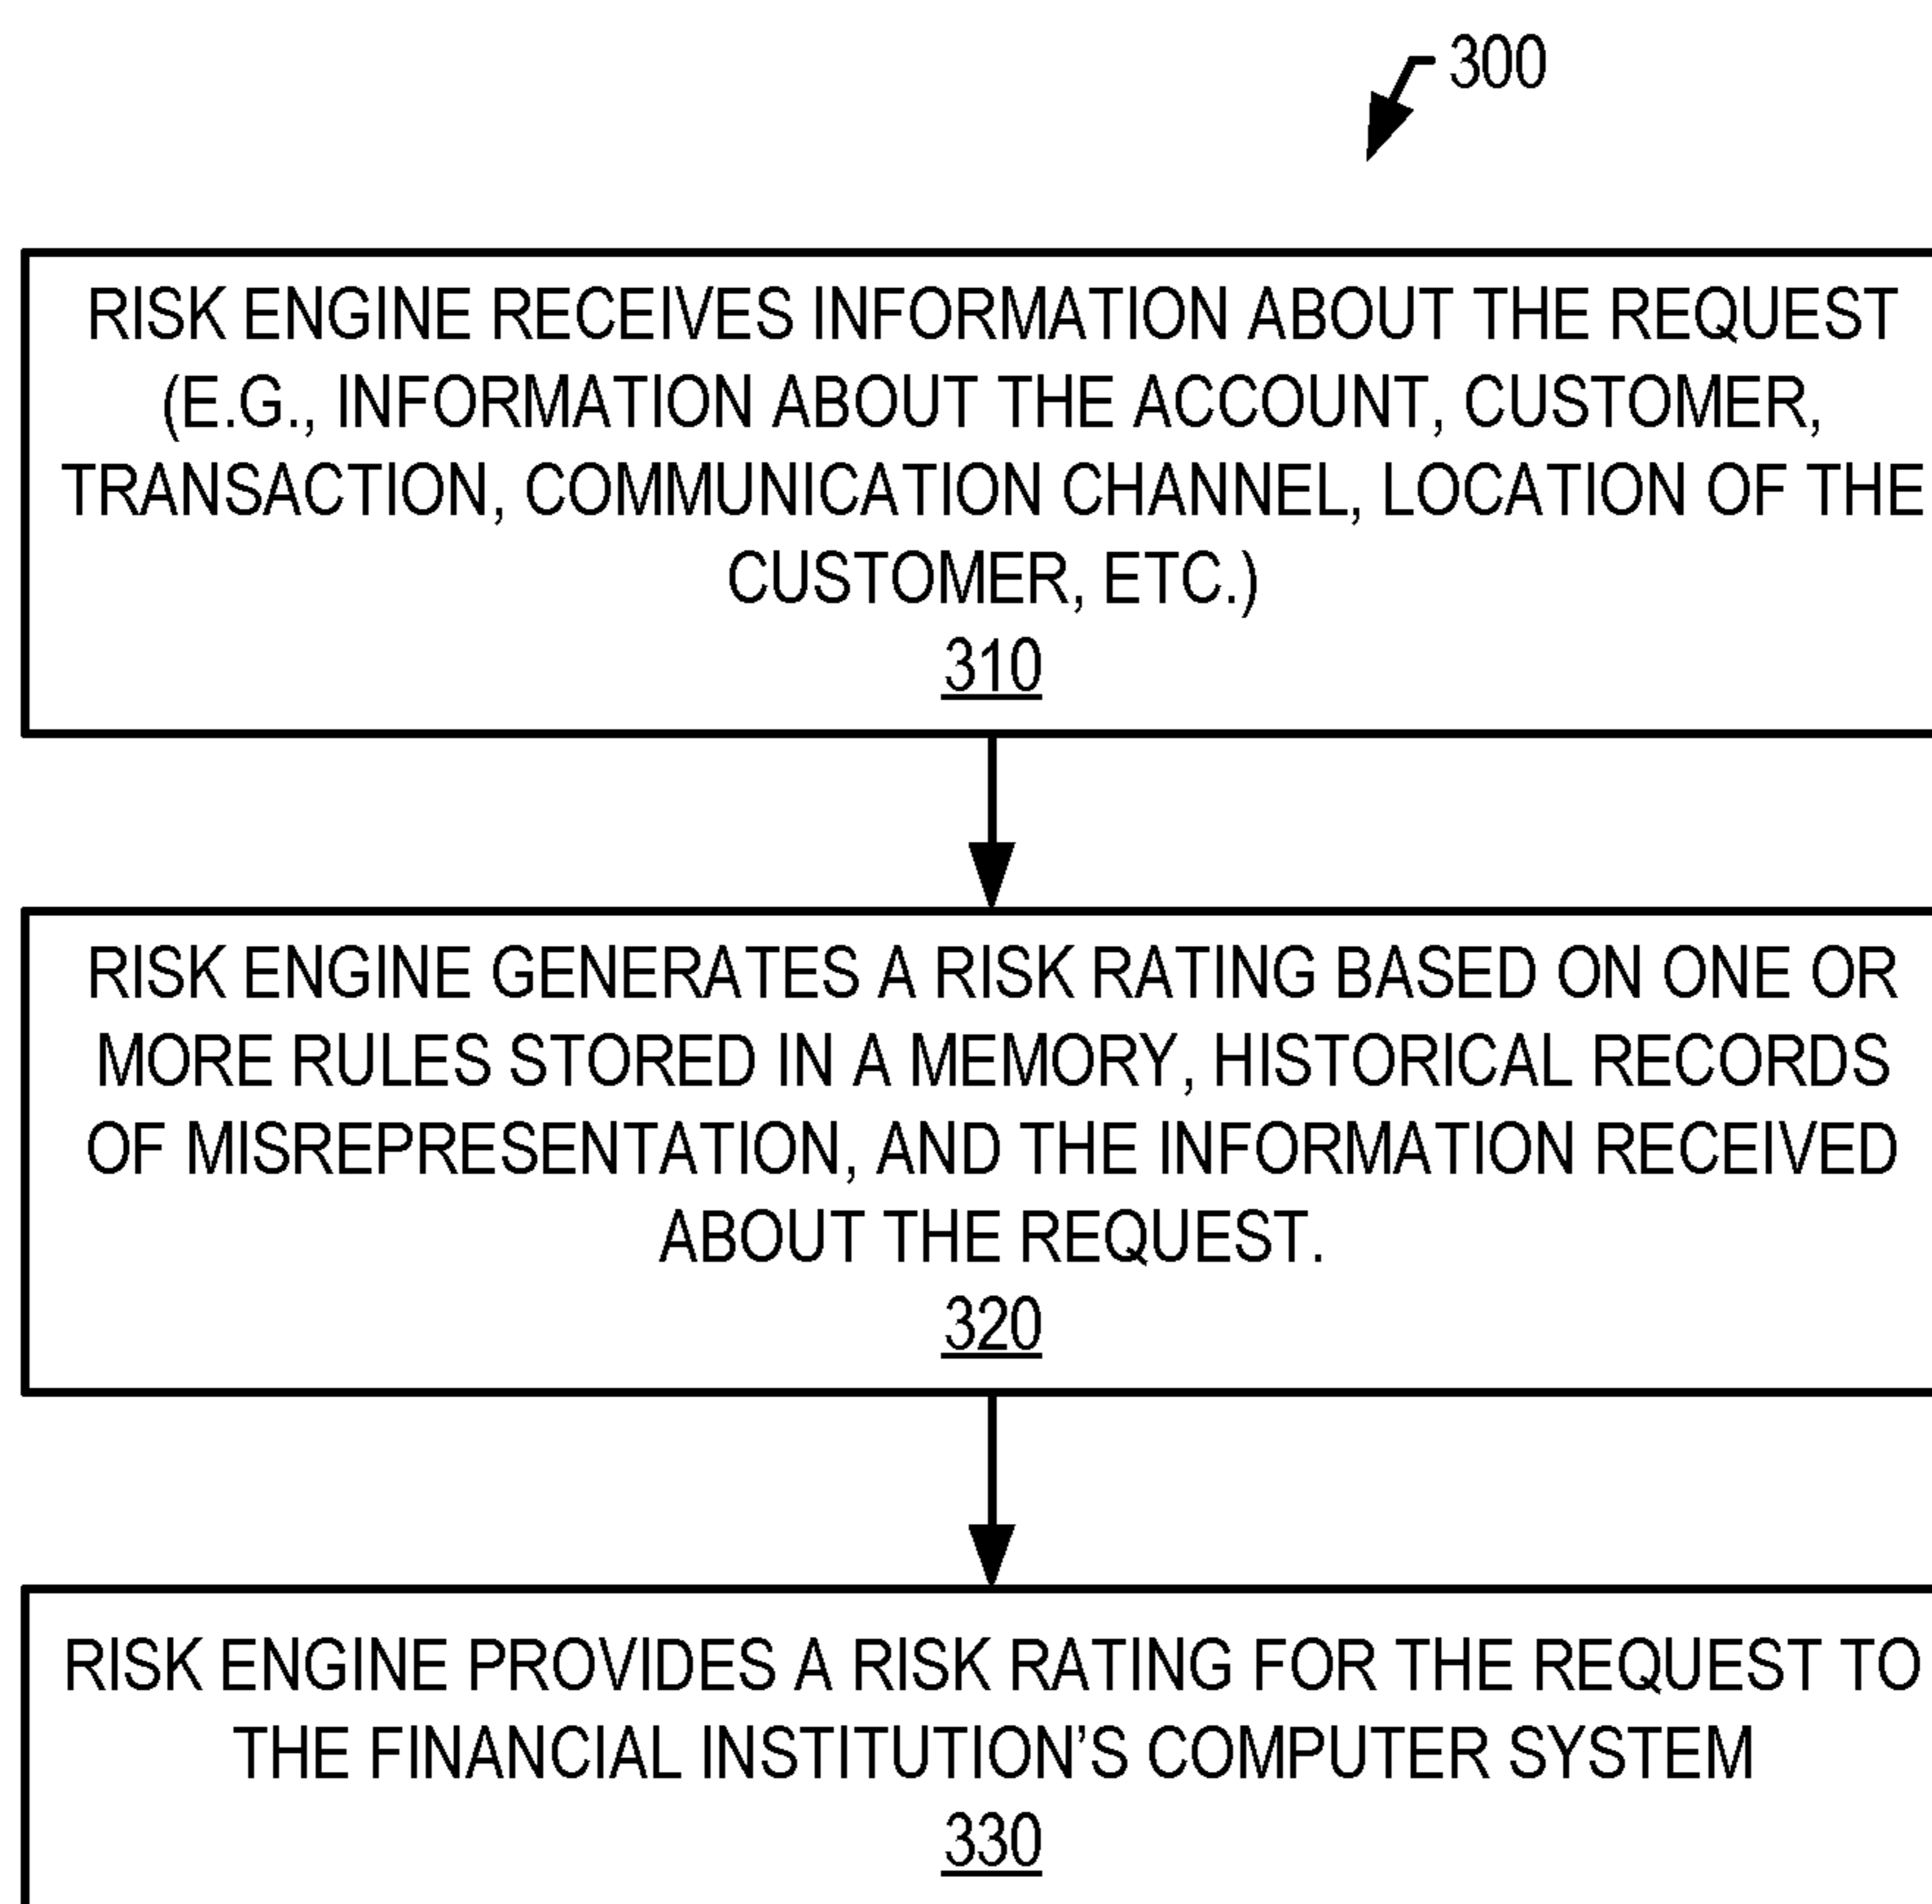 300
RISK ENGINE RECEIVES INFORMATION ABOUT THE REQUEST
(E.G., INFORMATION ABOUT THE ACCOUNT, CUSTOMER,
TRANSACTION, COMMUNICATION CHANNEL, LOCATION OF THE
CUSTOMER, ETC.)
310
RISK ENGINE GENERATES A RISK RATING BASED ON ONE OR
MORE RULES STORED IN A MEMORY, HISTORICAL RECORDS
OF MISREPRESENTATION, AND THE INFORMATION RECEIVED
ABOUT THE REQUEST.
320
RISK ENGINE PROVIDES A RISK RATING FOR THE REQUEST TO
THE FINANCIAL INSTITUTION’S COMPUTER SYSTEM
330